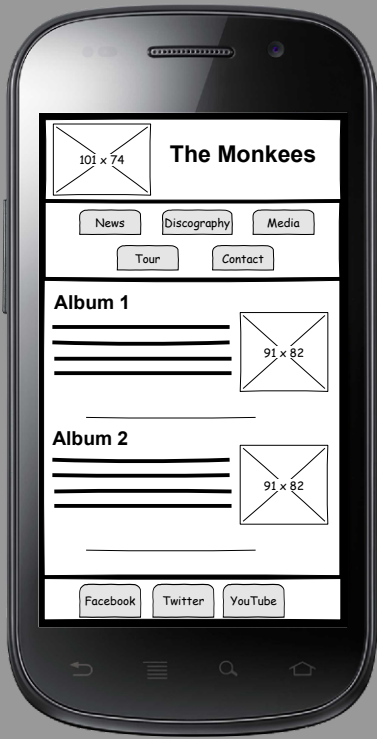 101 x 74
The Monkees
News Discography Media
Tour Contact
Album 1
91 x 82
Album 2
91 x 82
Facebook Twitter YouTube